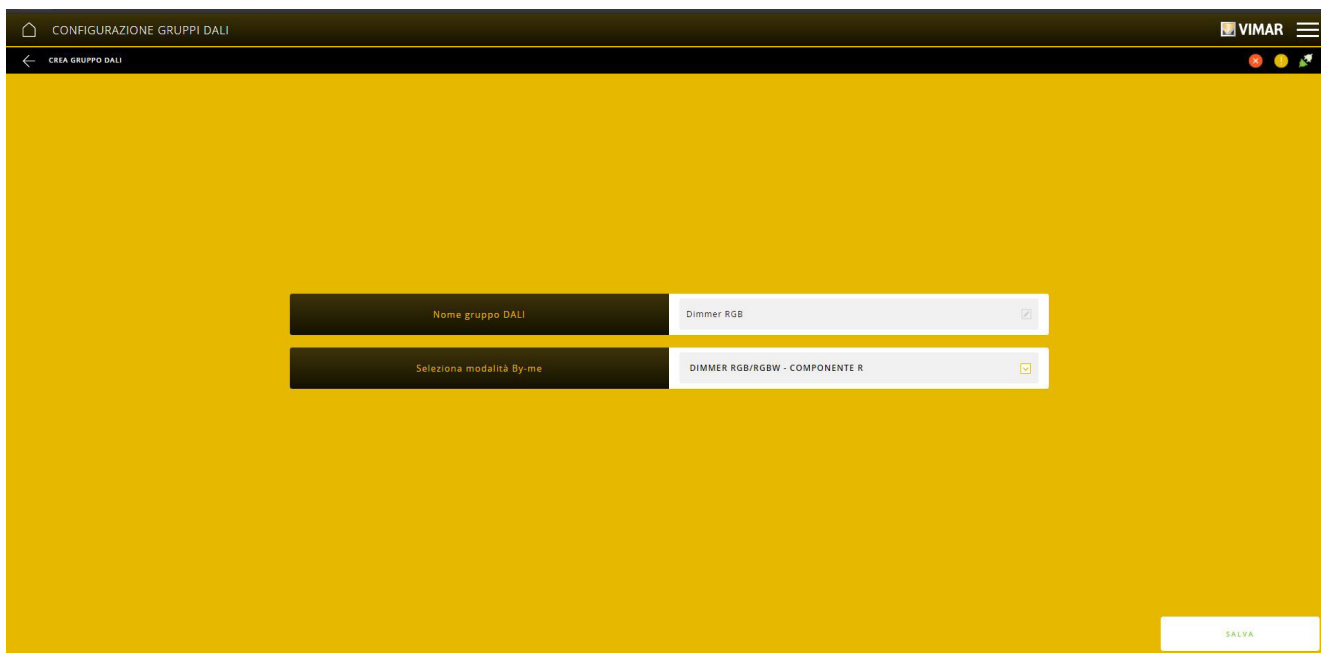 CONFIGURAZIONE GRUPPI DALI
VIMAR
CREA GRUPPO DALI
Nome gruppo DALI
Dimmer RGB
Seleziona modalità By-me
DIMMER RGB/RGBW - COMPONENTE R
SALVA